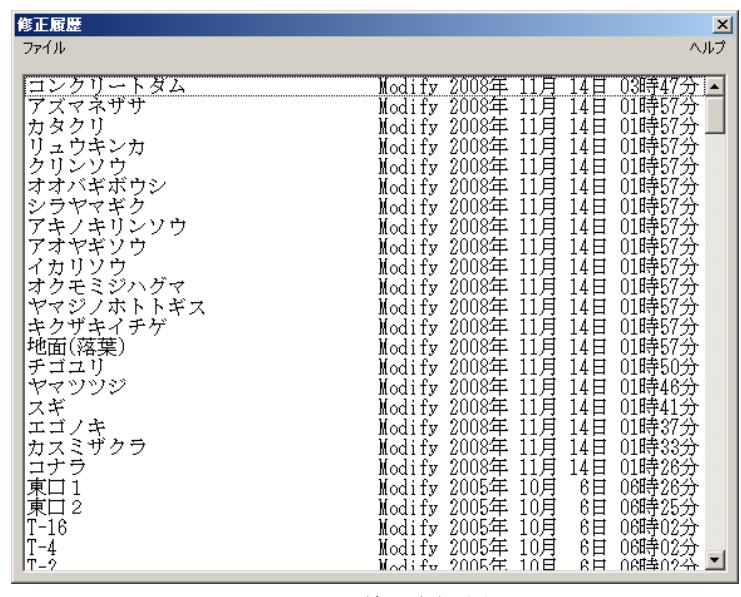 修正履歴
ファイル ヘルプ
コンクリートダム Modify 2008年 11月 14日 03時47分
アズマネザサ Modify 2008年 11月 14日 01時57分
カタクリ Modify 2008年 11月 14日 01時57分
リュウキンカ Modify 2008年 11月 14日 01時57分
クリンソウ Modify 2008年 11月 14日 01時57分
オオバギボウシ Modify 2008年 11月 14日 01時57分
シラヤマギク Modify 2008年 11月 14日 01時57分
アキノキリンソウ Modify 2008年 11月 14日 01時57分
アオヤギソウ Modify 2008年 11月 14日 01時57分
イカリソウ Modify 2008年 11月 14日 01時57分
オクモミジハグマ Modify 2008年 11月 14日 01時57分
ヤマジノホトトギス Modify 2008年 11月 14日 01時57分
キクザキイチゲ Modify 2008年 11月 14日 01時57分
地面(落葉) Modify 2008年 11月 14日 01時57分
チゴユリ Modify 2008年 11月 14日 01時50分
ヤマツツジ Modify 2008年 11月 14日 01時46分
スギ Modify 2008年 11月 14日 01時41分
エゴノキ Modify 2008年 11月 14日 01時37分
カスミザクラ Modify 2008年 11月 14日 01時33分
コナラ Modify 2008年 11月 14日 01時26分
東口１ Modify 2005年 10月 6日 06時26分
東口２ Modify 2005年 10月 6日 06時25分
T-16 Modify 2005年 10月 6日 06時02分
T-4 Modify 2005年 10月 6日 06時02分
T-2 Modify 2005年 10月 6日 06時02分